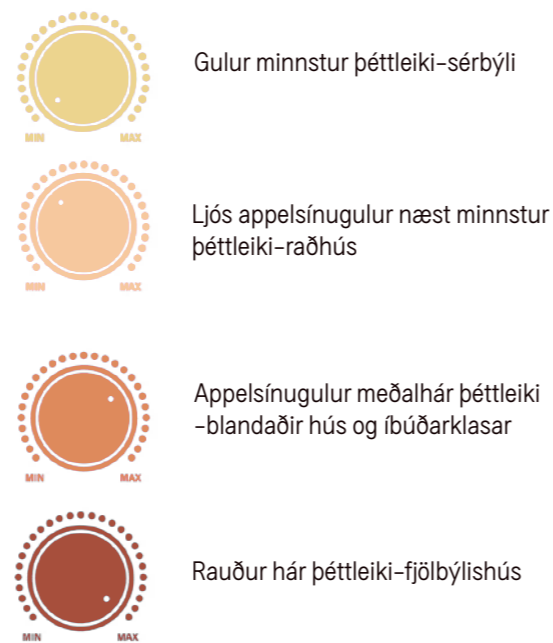 Gulur minnstur þéttleiki-sérbýli
MIN MAX
Ljós appelsínugulur næst minnstur
þéttleiki-raðhús
MIN MAX
Appelsínugulur meðalhár þéttleiki
-blandaðir hús og íbúðarklasar
MIN MAX
Rauður hár þéttleiki-fjölbýlishús
MIN MAX